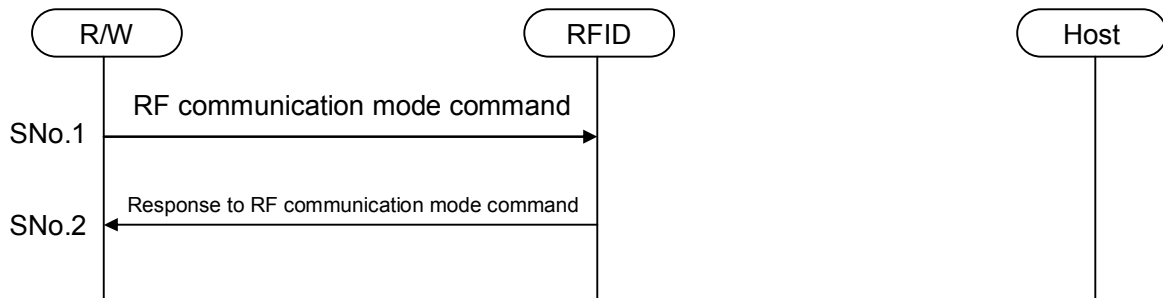 R/W
RFID
Host
RF communication mode command
SNo.1
Response to RF communication mode command
SNo.2